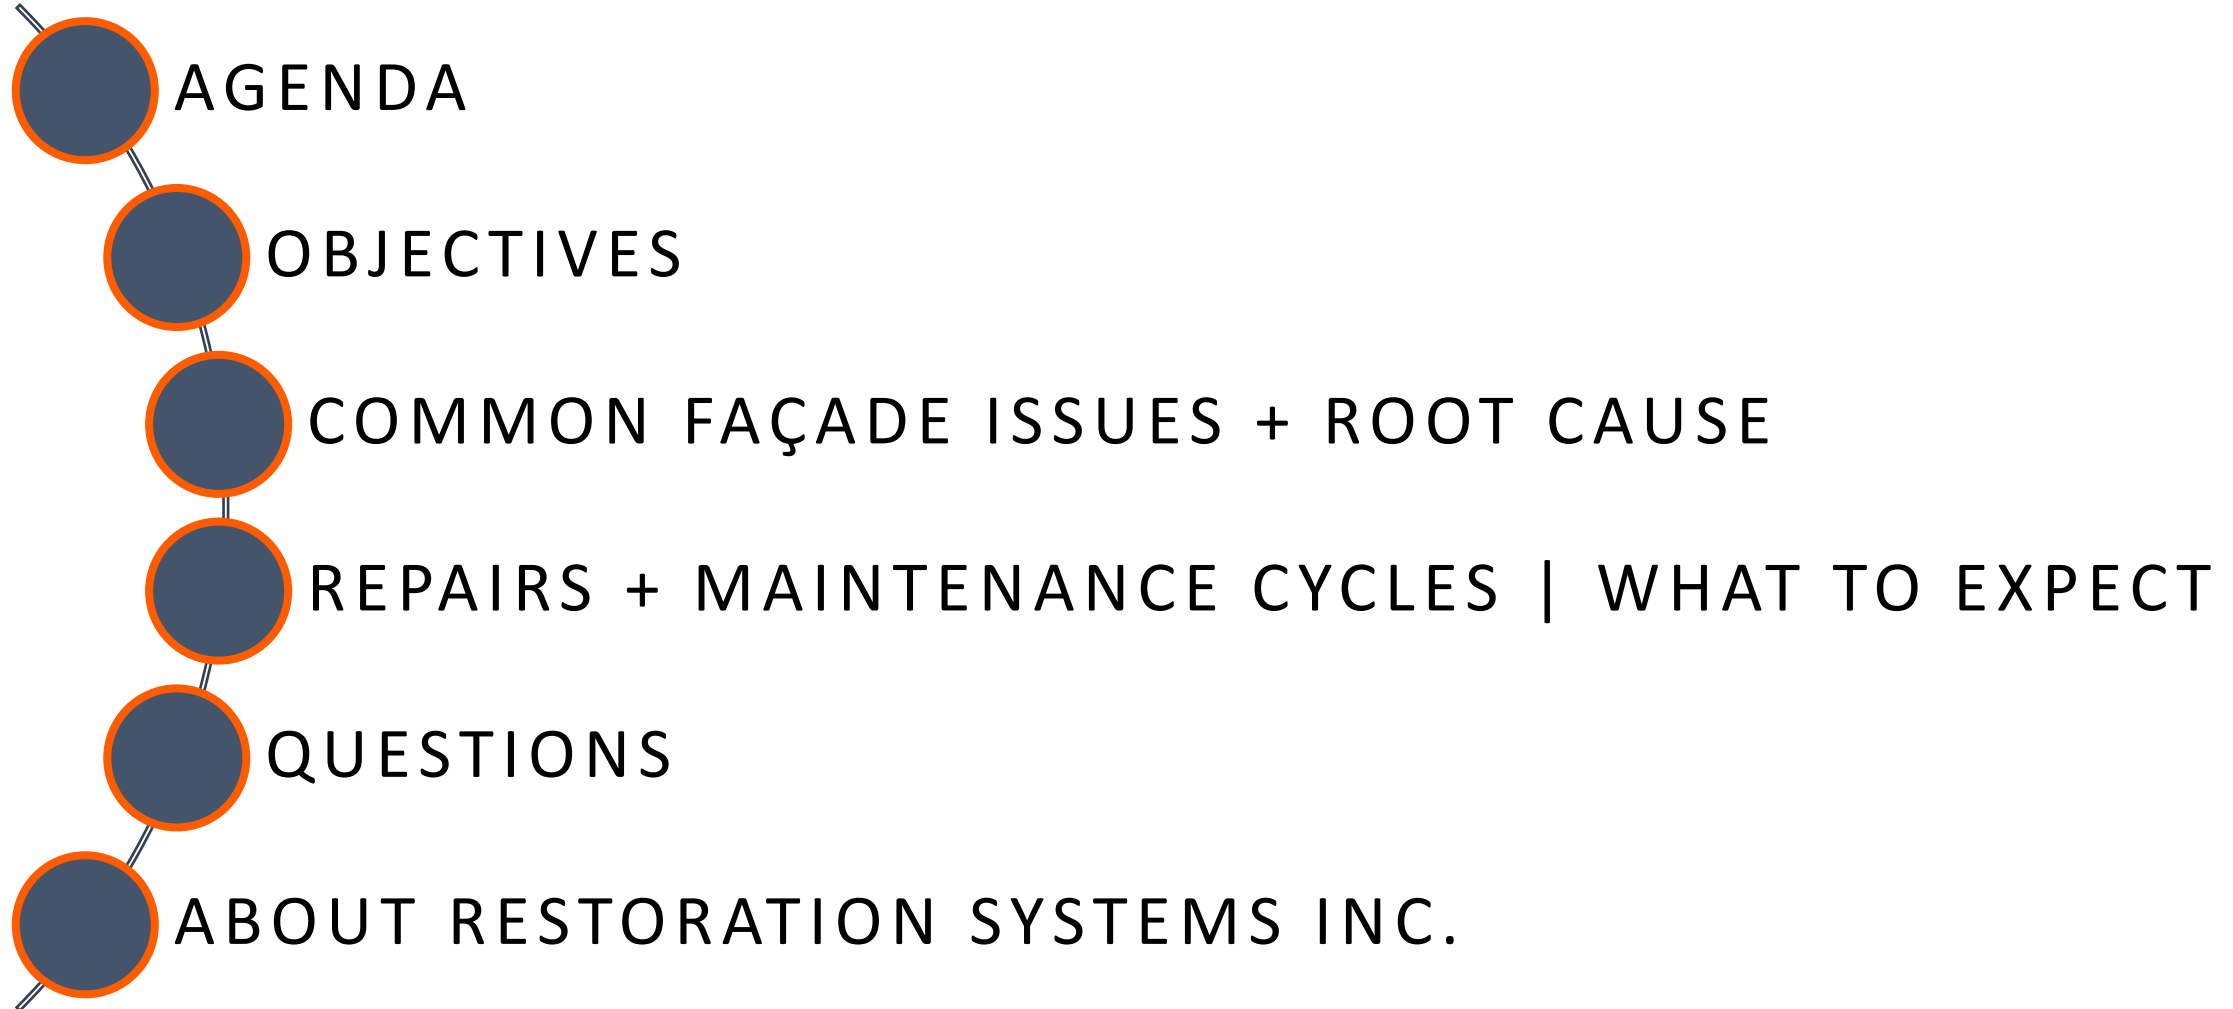 AGENDA
OBJECTIVES
COMMON FAÇADE ISSUES + ROOT CAUSE
REPAIRS + MAINTENANCE CYCLES | WHAT TO EXPECT
QUESTIONS
ABOUT RESTORATION SYSTEMS INC.